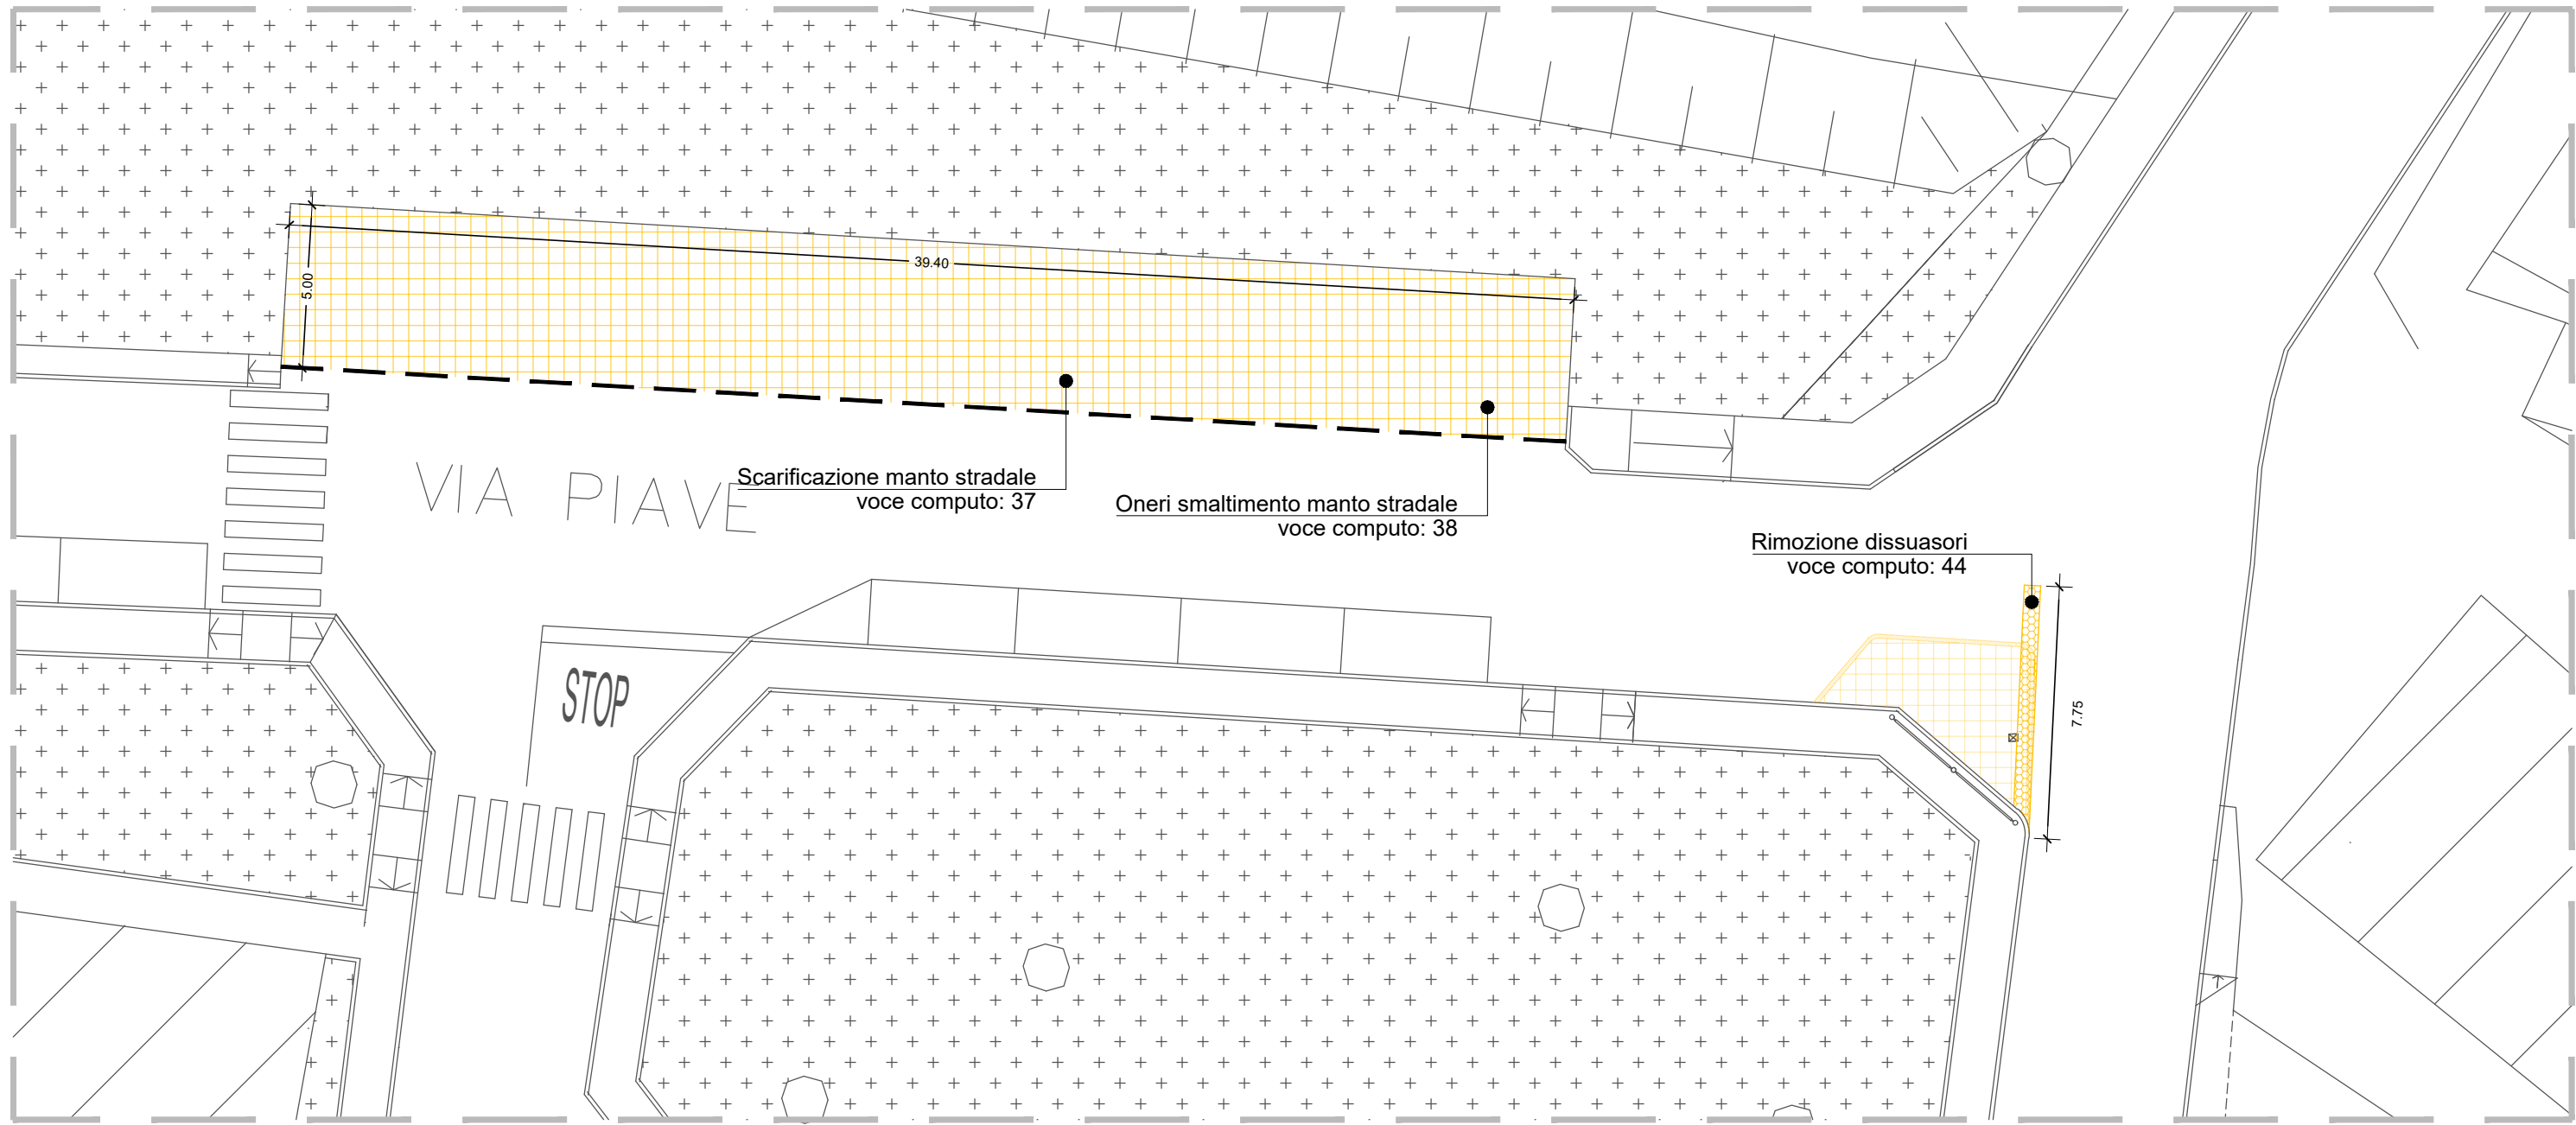 39.40
5.00
Scarificazione manto stradale
voce computo: 37
VIA PIAVE
Oneri smaltimento manto stradale
voce computo: 38
Rimozione dissuasori
voce computo: 44
STOP
7.75